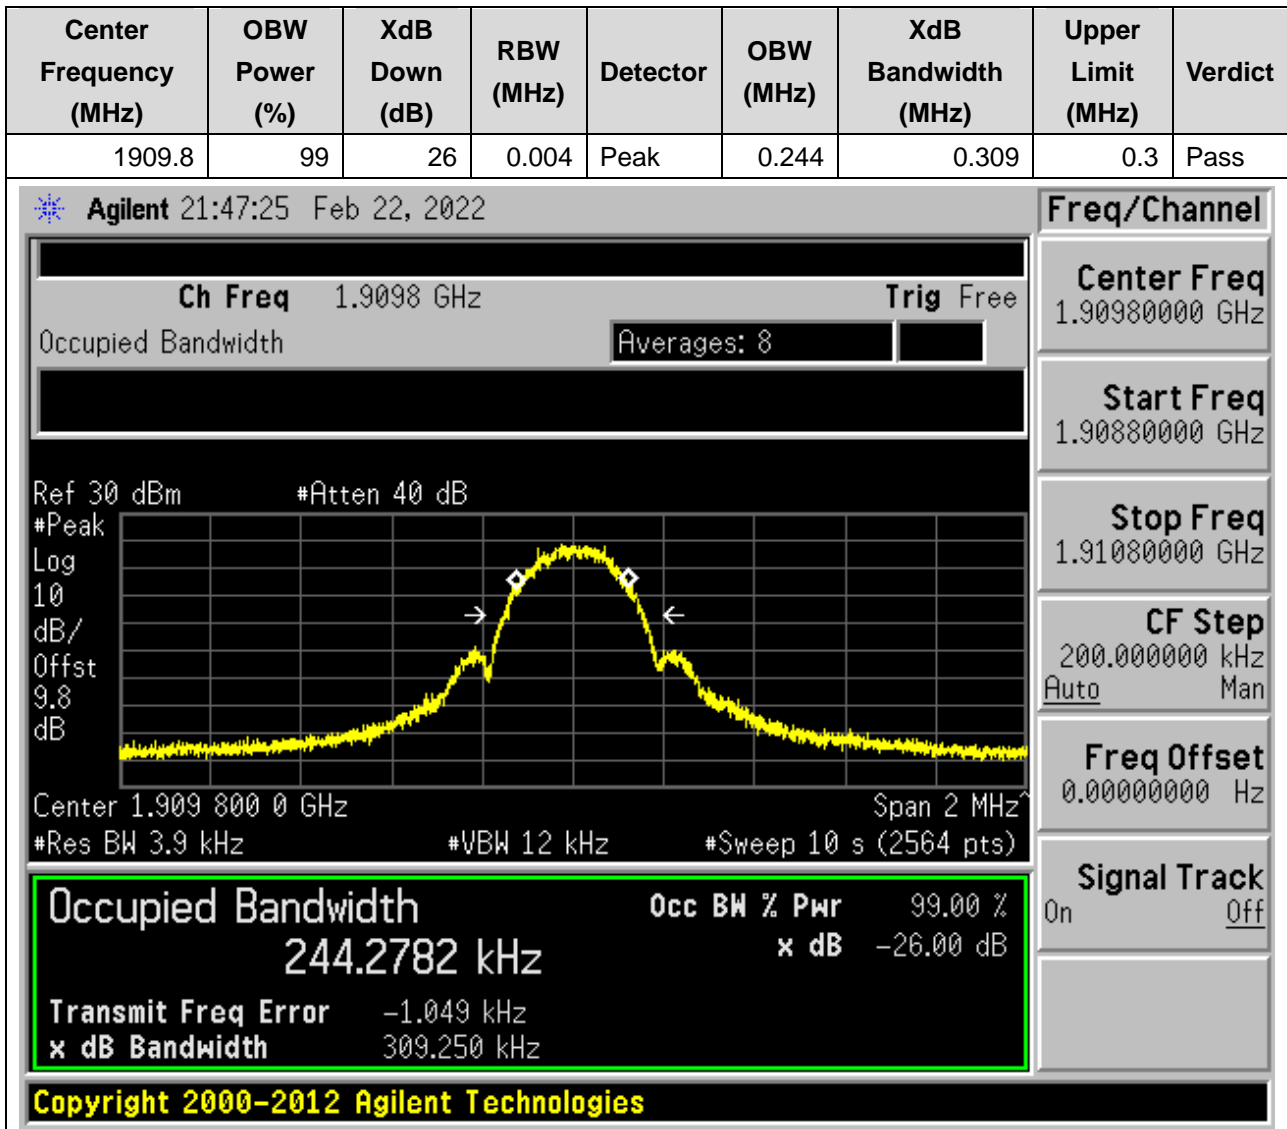 Center Frequency (MHz) OBW Power (%) XdB Down (dB) RBW (MHz) Detector OBW (MHz) XdB Bandwidth (MHz) Upper Limit (MHz) Verdict
1909.8 99 26 0.004 Peak 0.244 0.309 0.3 Pass
Agilent 21:47:25 Feb 22, 2022
Freq/Channel
Ch Freq 1.9098 GHz Trig Free
Occupied Bandwidth Averages: 8
Ref 30 dBm #Atten 40 dB
#Peak
Log
10
dB/
Offst
9.8
dB
Center 1.909 800 0 GHz Span 2 MHz^
#Res BW 3.9 kHz #VBW 12 kHz #Sweep 10 s (2564 pts)
Occupied Bandwidth Occ BW % Pwr 99.00 %
244.2782 kHz x dB -26.00 dB
Transmit Freq Error -1.049 kHz
x dB Bandwidth 309.250 kHz
Copyright 2000-2012 Agilent Technologies
Center Freq
1.90980000 GHz
Start Freq
1.90880000 GHz
Stop Freq
1.91080000 GHz
CF Step
200.000000 kHz
Auto Man
Freq Offset
0.00000000 Hz
Signal Track
On Off